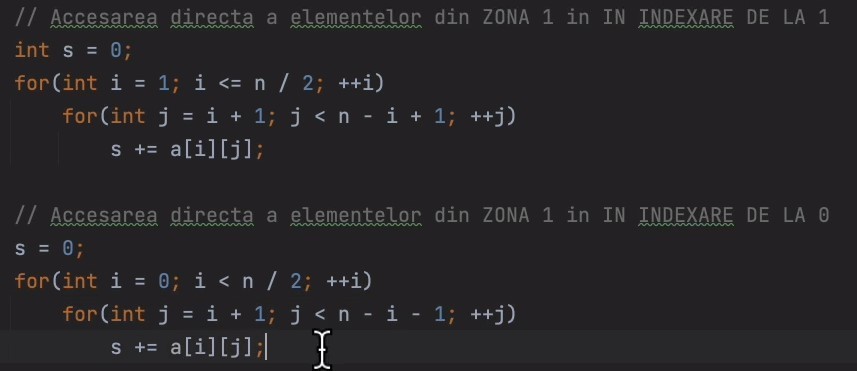 // Accesarea directa a elementelor din ZONA 1 in IN INDEXARE DE LA 1
int s = 0;
for(int i = 1; i <= n / 2; ++i)
for(int j = i + 1; j < n - i + 1; ++j)
s += a[i][j];
// Accesarea directa a elementelor din ZONA 1 in IN INDEXARE DE LA 0
s = 0;
for(int i = 0; i < n / 2; ++i)
for(int j = i + 1; j < n - i - 1; ++j)
s += a[i][j];